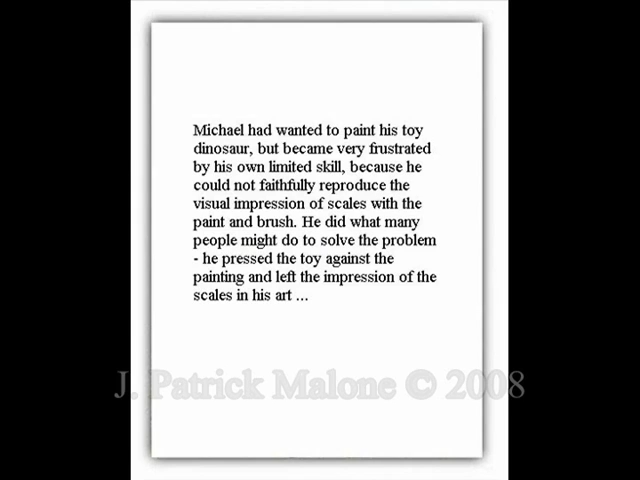 Michael had wanted to paint his toy
dinosaur, but became very frustrated
by his own limited skill, because he
could not faithfully reproduce the
visual impression of scales with the
paint and brush. He did what many
people might do to solve the problem
- he pressed the toy against the
painting and left the impression of the
scales in his art ...
J. Patrick Malone © 2008